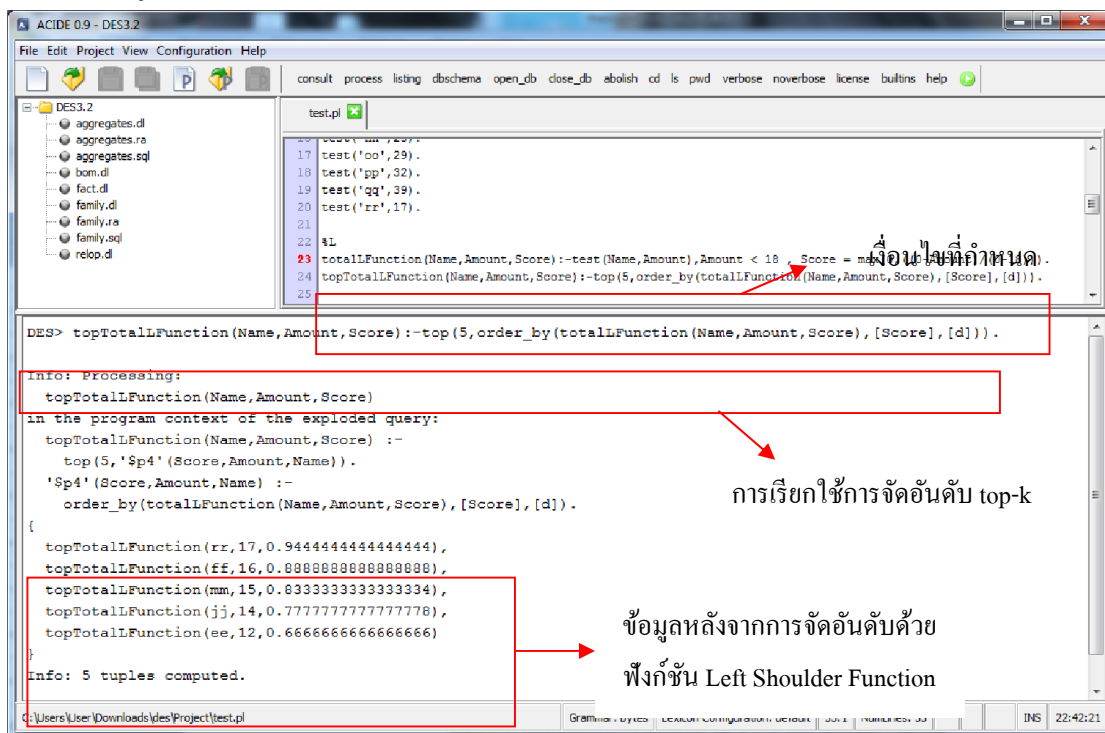 ACIDE 0.9 - DES3.2
File Edit Project View Configuration Help
consult process listing dbschema open_db close_db abolish cd ls pwd verbose noverbose license builtins help
DES3.2
aggregates.dl
aggregates.ra
aggregates.sql
bom.dl
fact.dl
family.dl
family.ra
family.sql
relop.dl
test.pl
17 test('oo',29).
18 test('pp',32).
19 test('qq',39).
20 test('rr',17).
21
22 %L
23 totalLFunction(Name,Amount,Score):-test(Name,Amount),Amount < 18 , Score =
เงื่อนไขที่กำหนด
24 topTotalLFunction(Name,Amount,Score):-top(5,order_by(totalLFunction(Name,Amount,Score),[Score],[d])).
25
DES> topTotalLFunction(Name,Amount,Score):-top(5,order_by(totalLFunction(Name,Amount,Score),[Score],[d])).
Info: Processing:
topTotalLFunction(Name,Amount,Score)
in the program context of the exploded query:
topTotalLFunction(Name,Amount,Score) :-
top(5,'$p4'(Score,Amount,Name)).
'$p4'(Score,Amount,Name) :-
order_by(totalLFunction(Name,Amount,Score),[Score],[d]).
การเรียกใช้การจัดอันดับ top-k
{
topTotalLFunction(rr,17,0.9444444444444444),
topTotalLFunction(ff,16,0.8888888888888888),
topTotalLFunction(mm,15,0.8333333333333334),
topTotalLFunction(jj,14,0.7777777777777778),
topTotalLFunction(ee,12,0.6666666666666666)
}
Info: 5 tuples computed.
ข้อมูลหลังจากการจัดอันดับด้วย
ฟังก์ชัน Left Shoulder Function
C:\Users\User\Downloads\des\Project\test.pl
INS 22:42:21